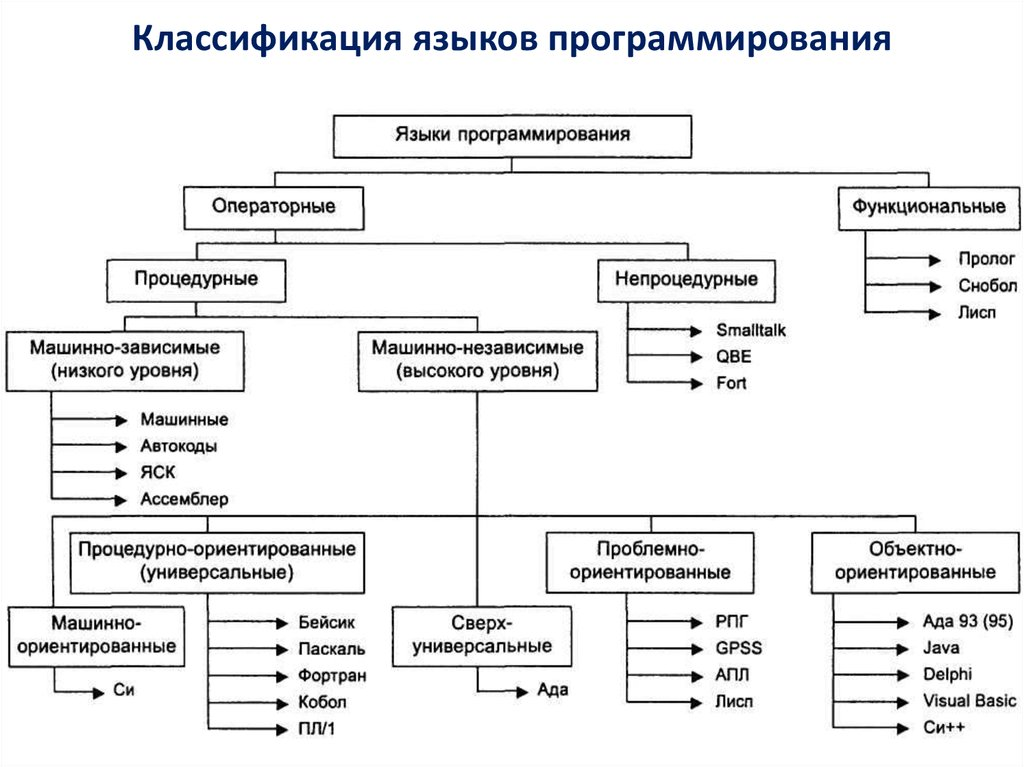 Классификация языков программирования
Языки программирования
Операторные
Функциональные
Пролог
Снобол
Лисп
Процедурные
Непроцедурные
Smalltalk
QBE
Fort
Машинно-зависимые
(низкого уровня)
Машинно-независимые
(высокого уровня)
Машинные
Автокоды
ЯСК
Ассемблер
Процедурно-ориентированные
(универсальные)
Проблемно-
ориентированные
Объектно-
ориентированные
Машинно-
ориентированные
Си
Бейсик
Паскаль
Фортран
Кобол
ПЛ/1
Сверх-
универсальные
Ада
РПГ
GPSS
АПЛ
Лисп
Ада 93 (95)
Java
Delphi
Visual Basic
Си++